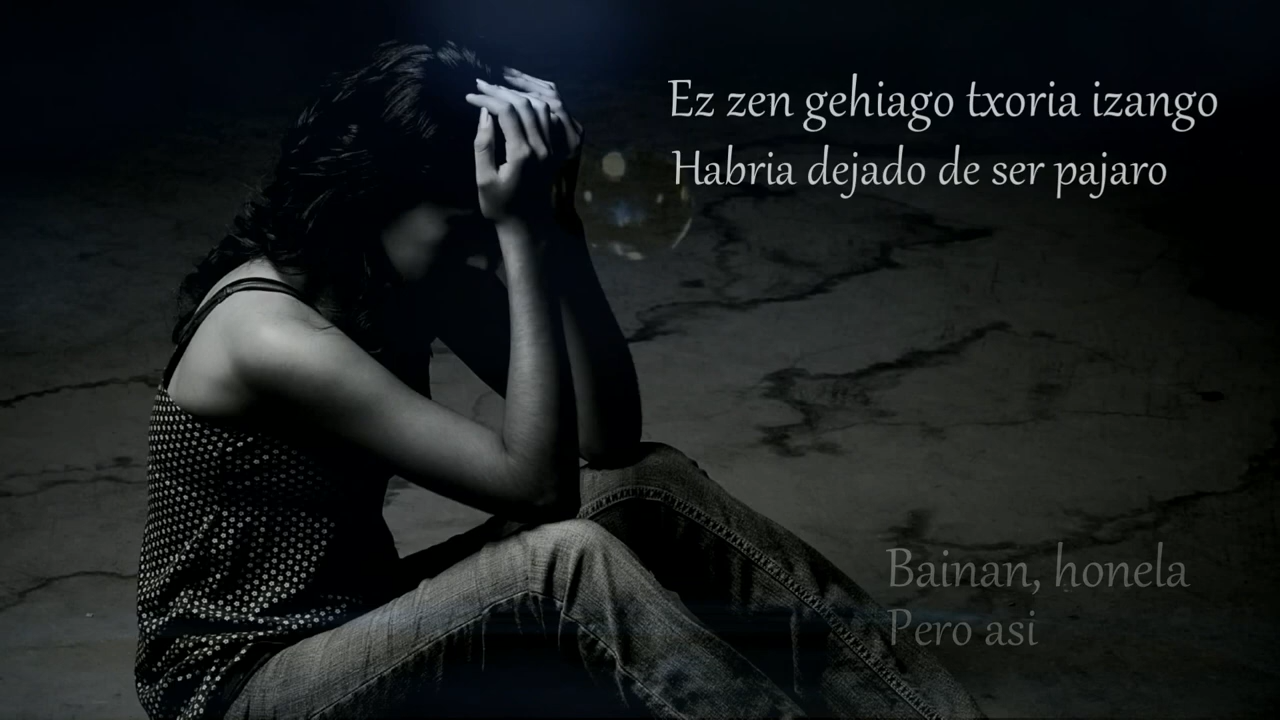 Ez zen gehiago txoria izango
Habria dejado de ser pajaro
Bainan, honela
Pero asi